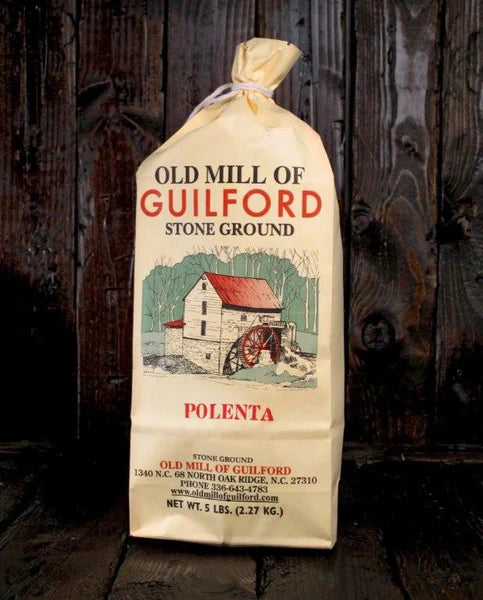 OLD MILL OF
GUILFORD
STONE GROUND
POLENTA
STONE GROUND
OLD MILL OF GUILFORD
1340 N.C. 68 NORTH OAK RIDGE, N.C. 27310
PHONE 336-643-4783
www.oldmillofguilford.com
NET WT. 5 LBS. (2.27 KG.)